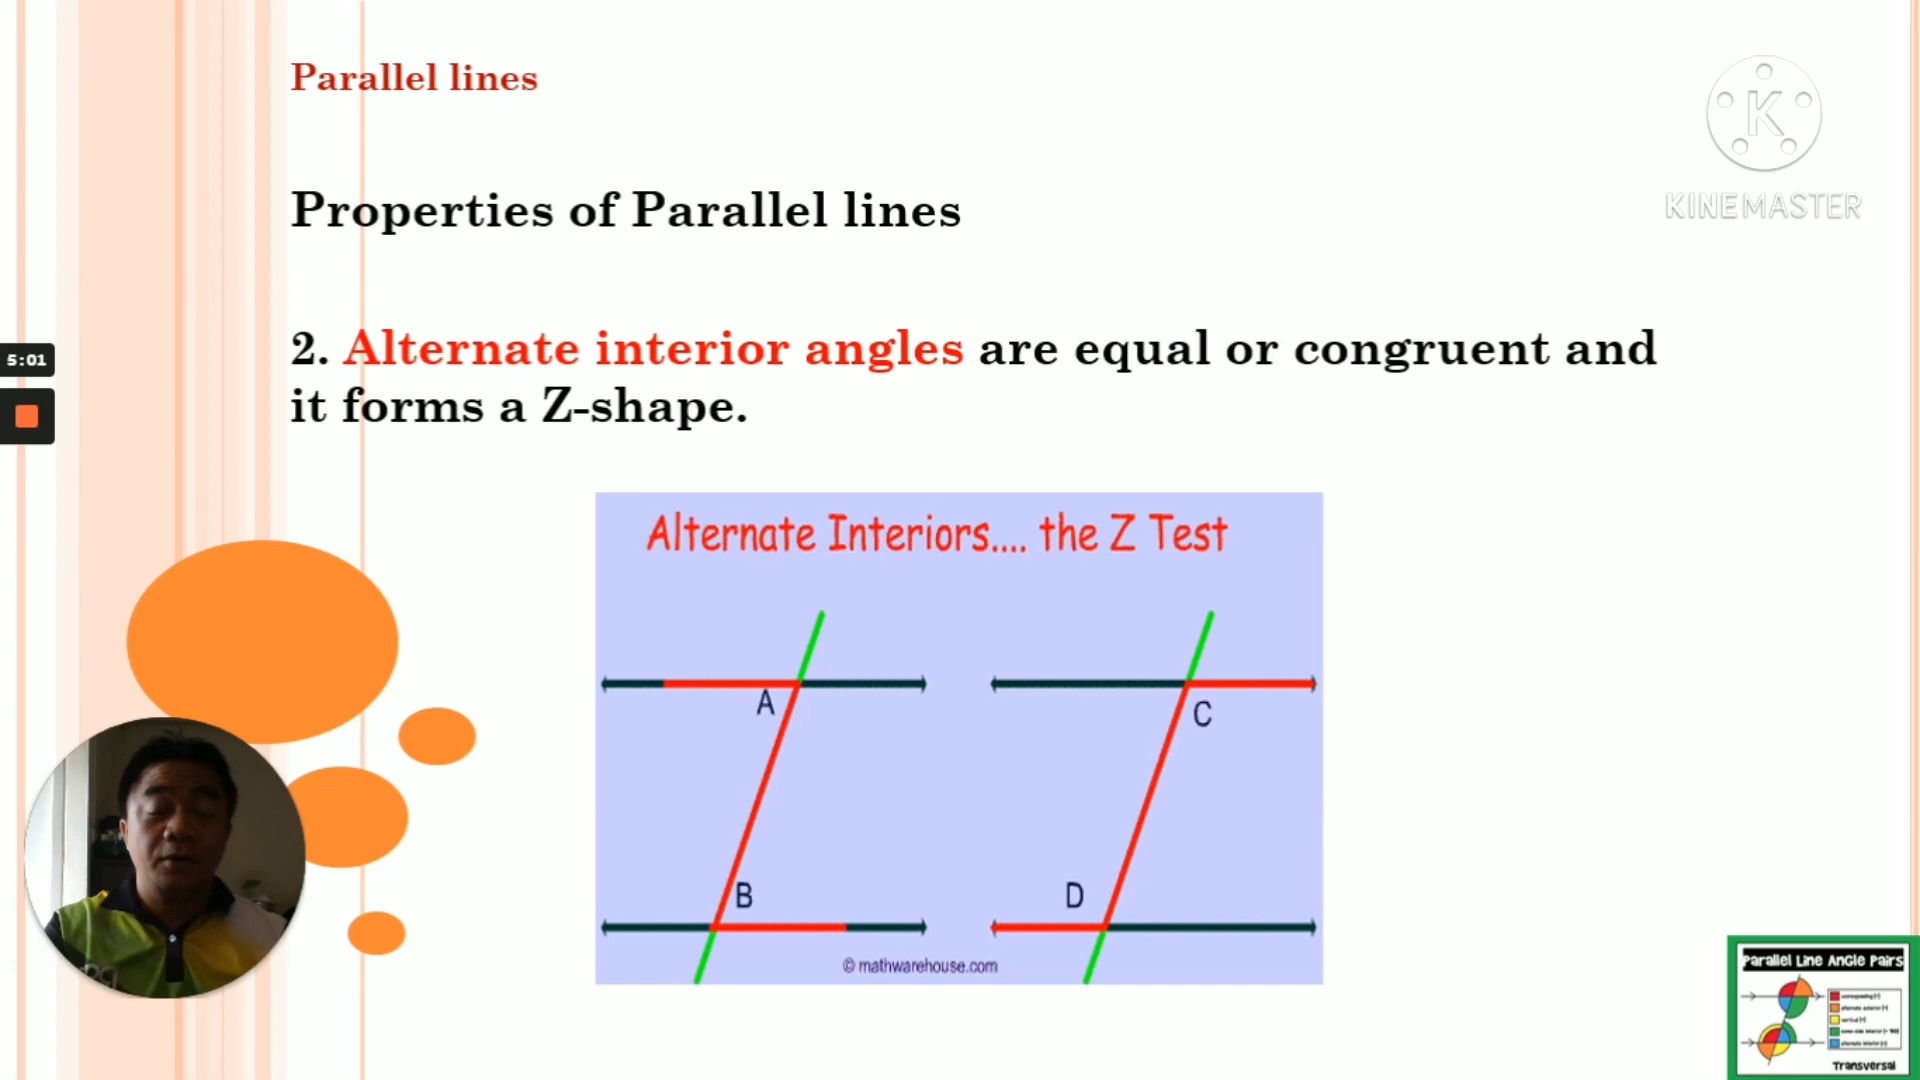 Parallel lines
K
KINEMASTER
Properties of Parallel lines
2. Alternate interior angles are equal or congruent and
it forms a Z-shape.
5:01
Alternate Interiors.... the Z Test
A
C
B
D
© mathwarehouse.com
Parallel Line Angle Pairs
Transversal